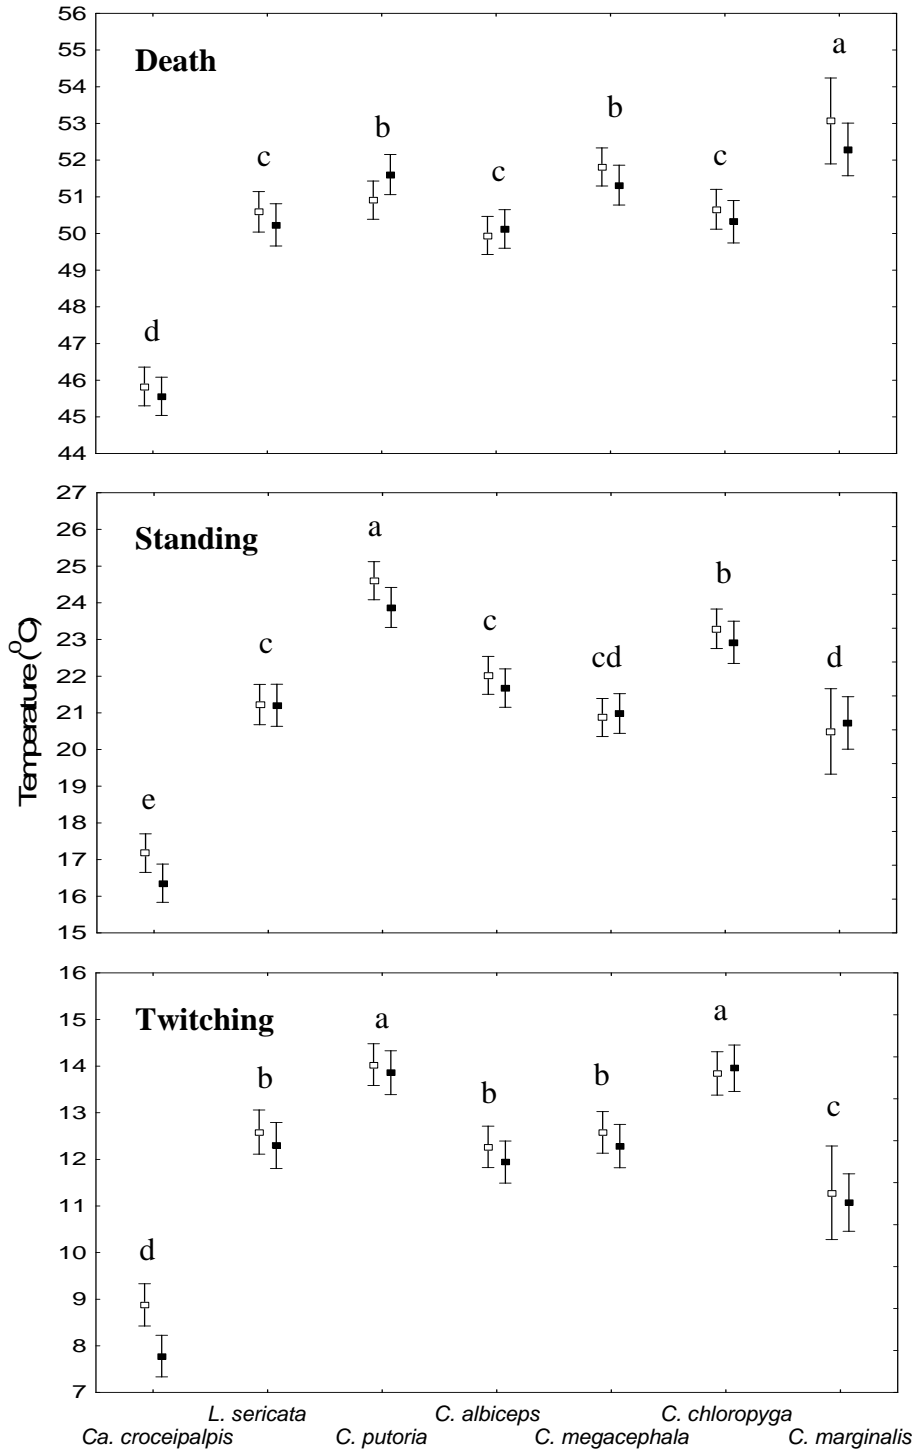 56
55
54
53
52
51
50
49
48
47
46
45
44
Death
d
c
b
c
b
c
a
27
26
25
24
23
22
21
20
19
18
17
16
15
Standing
e
c
a
c
cd
b
d
Temperature (°C)
16
15
14
13
12
11
10
9
8
7
Twitching
d
b
a
b
b
a
c
L. sericata C. albiceps C. chloropyga
Ca. croceipalpis C. putoria C. megacephala C. marginalis